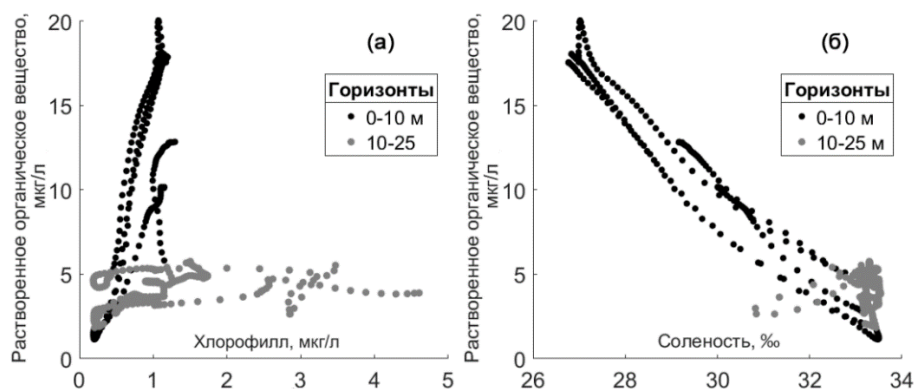 Растворенное органическое вещество,
мкг/л
20
15
10
5
0
(а)
Горизонты
0-10 м
10-25
Хлорофилл, мкг/л
0
1
2
3
4
5
Растворенное органическое вещество,
мкг/л
20
15
10
5
0
(б)
Горизонты
0-10 м
10-25 м
Соленость, ‰
26
28
30
32
34